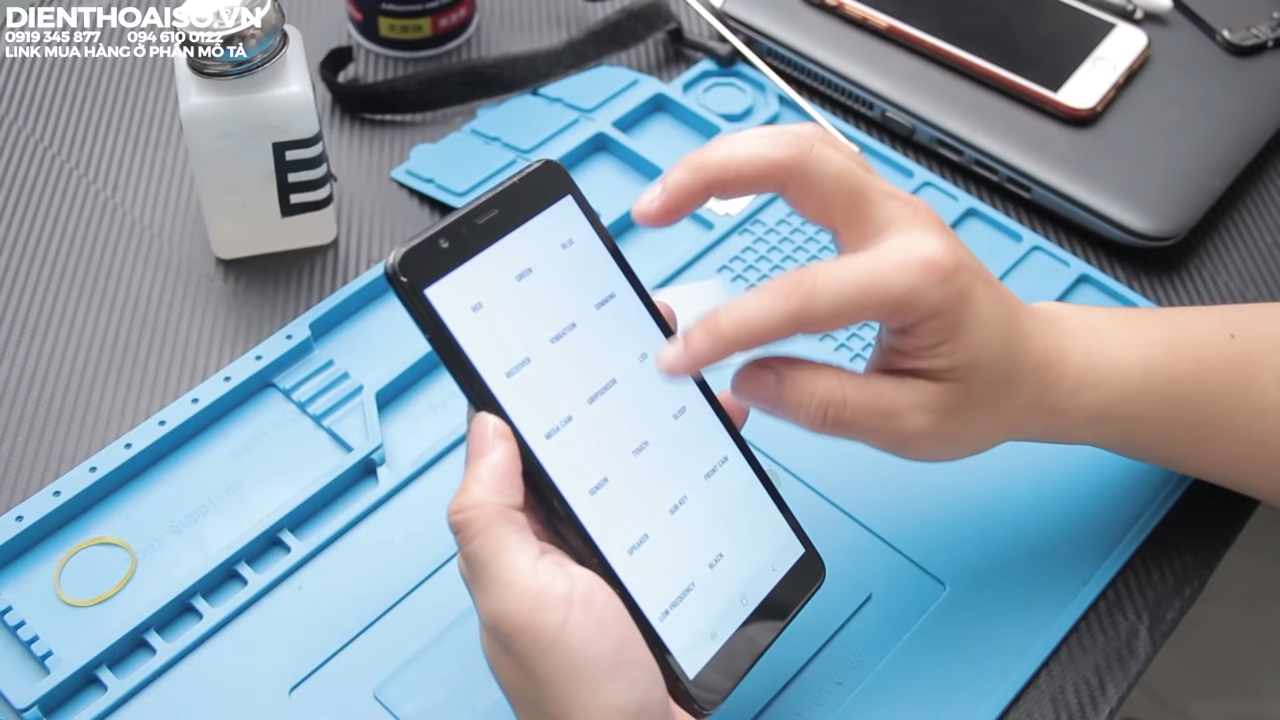 DIENTHOAISO.VN
0919 345 877 094 610 0122
LINK MUA HÀNG Ở PHẦN MÔ TẢ
RED
GREEN
BLUE
RECEIVER
VIBRATION
DIMMING
MEGA CAM
GRIPSENSOR
LED
SENSOR
TOUCH
SLEEP
SPEAKER
SUB KEY
FRONT CAM
LOW FREQUENCY
BLACK